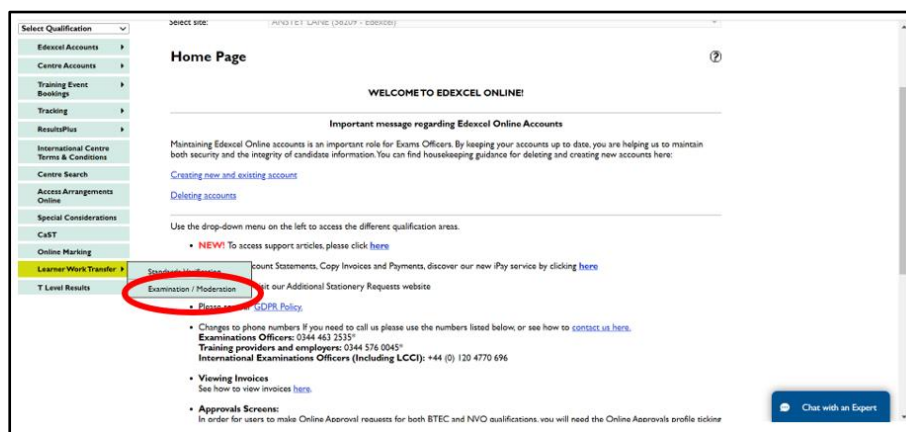 Select site: ANSTEY LANE (38209 - Edexcel)
Select Qualification
Edexcel Accounts
Centre Accounts
Training Event
Bookings
Tracking
ResultsPlus
International Centre
Terms & Conditions
Centre Search
Access Arrangements
Online
Special Considerations
CaST
Online Marking
Learner Work Transfer
T Level Results
Standards Verification
Examination / Moderation
Home Page
?
WELCOME TO EDEXCEL ONLINE!
Important message regarding Edexcel Online Accounts
Maintaining Edexcel Online accounts is an important role for Exams Officers. By keeping your accounts up to date, you are helping us to maintain
both security and the integrity of candidate information. You can find housekeeping guidance for deleting and creating new accounts here:
Creating new and existing account
Deleting accounts
Use the drop-down menu on the left to access the different qualification areas.
• NEW! To access support articles, please click here
count Statements, Copy Invoices and Payments, discover our new iPay service by clicking here
sit our Additional Stationery Requests website
• Please GDPR Policy.
• Changes to phone numbers If you need to call us please use the numbers listed below, or see how to contact us here.
Examinations Officers: 0344 463 2535*
Training providers and employers: 0344 576 0045*
International Examinations Officers (Including LCCI): +44 (0) 120 4770 696
• Viewing Invoices
See how to view invoices here.
• Approvals Screens:
In order for users to make Online Approval requests for both BTEC and NVQ qualifications, you will need the Online Approvals profile ticking
Chat with an Expert